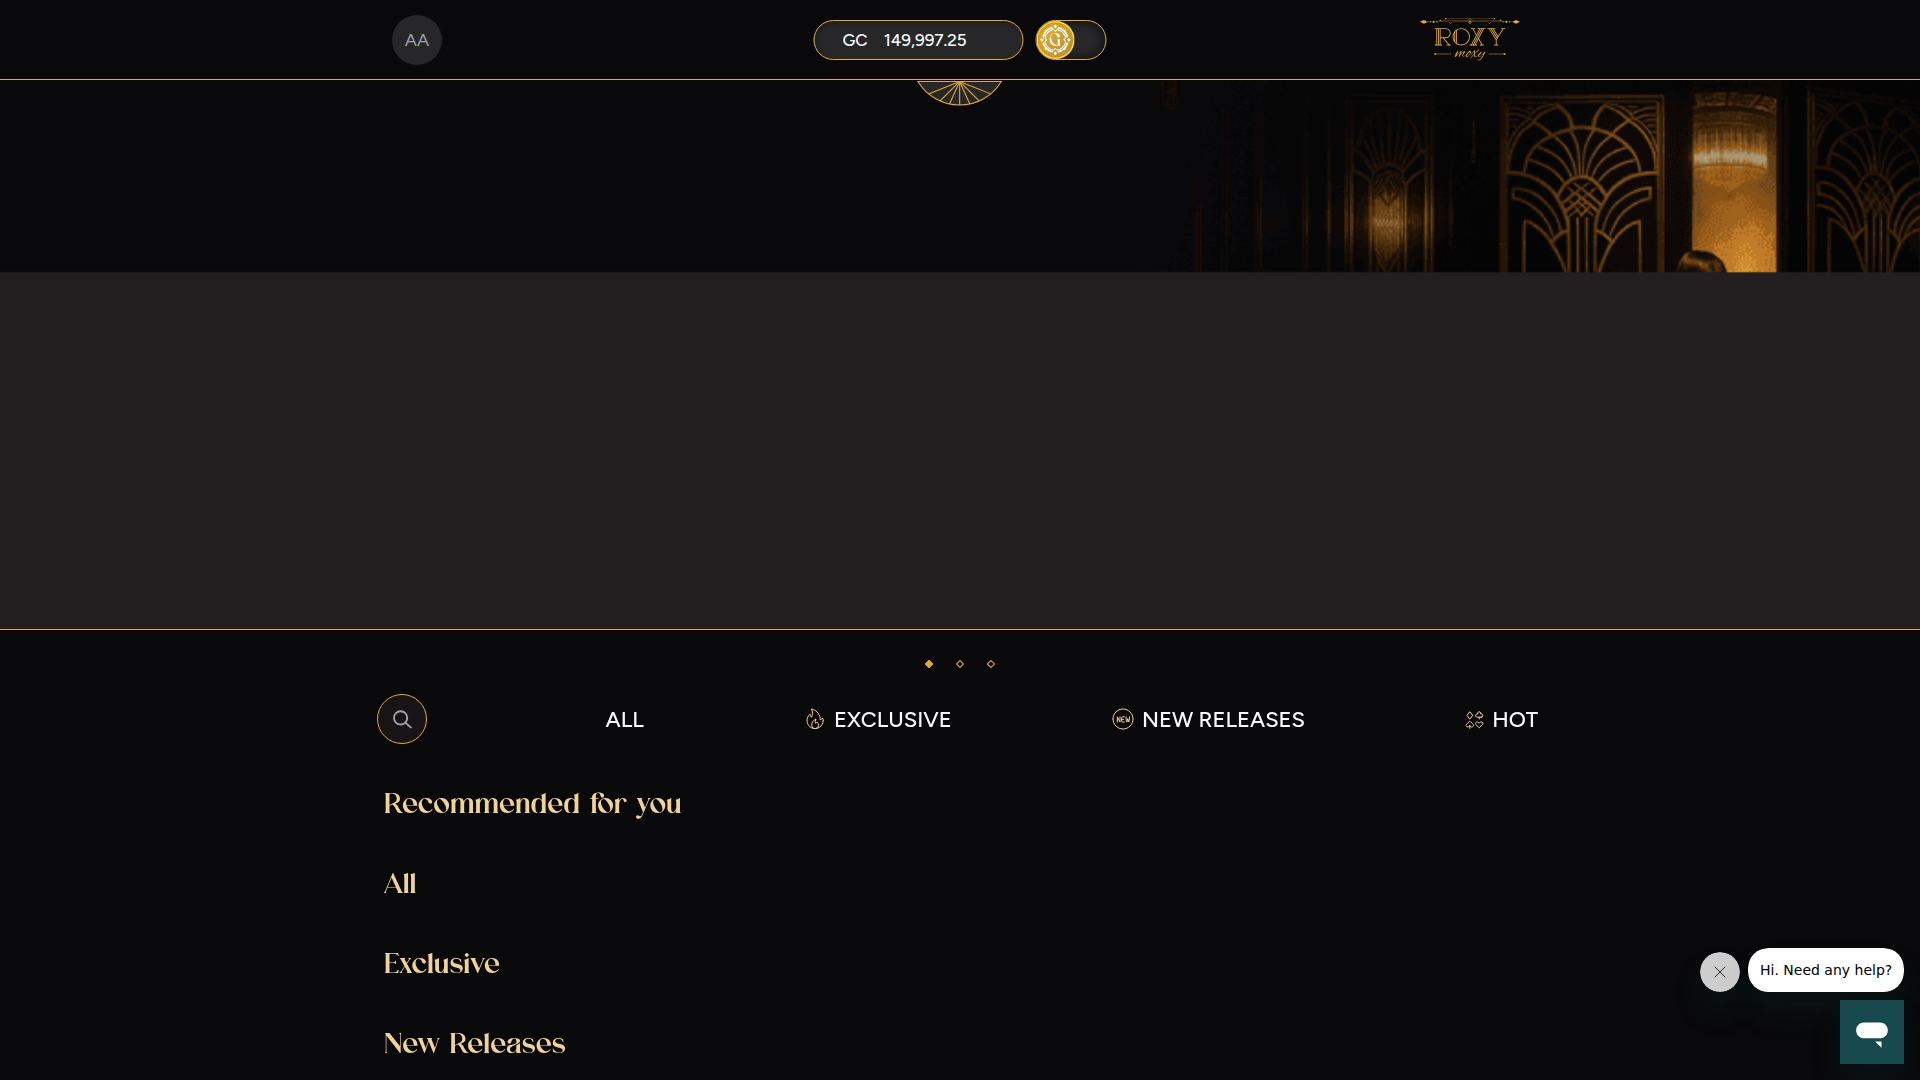 AA
GC 149,997.25
G
ROXY
moxy
ALL
EXCLUSIVE
NEW NEW RELEASES
HOT
Recommended for you
All
Exclusive
New Releases
Hi. Need any help?